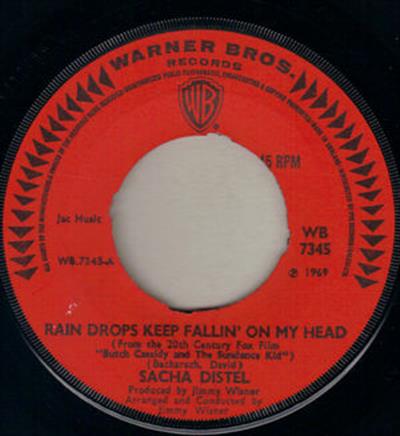 WARNER BROS.
RECORDS
WB
45 RPM
Jac Music
WB
7345
WB.7345-A
℗ 1969
RAIN DROPS KEEP FALLIN' ON MY HEAD
(From the 20th Century Fox Film
"Butch Cassidy and The Sundance Kid")
(Bacharach, David)
SACHA DISTEL
Produced by Jimmy Wisner
Arranged and Conducted by
Jimmy Wisner